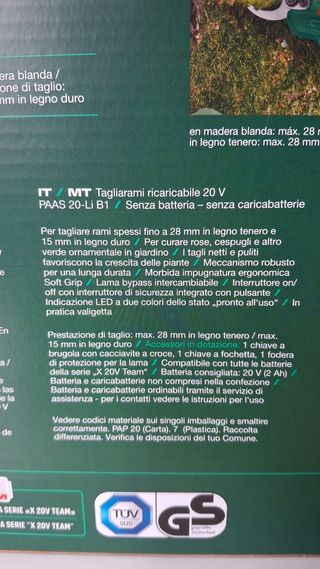 era blanda /
one di taglio:
mm in legno duro
en madera blanda: máx. 28 m
in legno tenero: max. 28 mm
IT / MT Tagliarami ricaricabile 20 V
PAAS 20-Li B1 / Senza batteria – senza caricabatterie
Per tagliare rami spessi fino a 28 mm in legno tenero e
15 mm in legno duro / Per curare rose, cespugli e altro
verde ornamentale in giardino / I tagli netti e puliti
favoriscono la crescita delle piante / Meccanismo robusto
per una lunga durata / Morbida impugnatura ergonomica
Soft Grip / Lama bypass intercambiabile / Interruttore on/
off con interruttore di sicurezza integrato con pulsante /
Indicazione LED a due colori dello stato „pronto all'uso" / In
pratica valigetta
Prestazione di taglio: max. 28 mm in legno tenero / max.
15 mm in legno duro / Accessori in dotazione: 1 chiave a
brugola con cacciavite a croce, 1 chiave a forchetta, 1 fodera
di protezione per la lama / Compatibile con tutte le batterie
della serie „X 20V Team" / Batteria consigliata: 20 V (2 Ah) /
Batteria e caricabatterie non compresi nella confezione /
Batteria e caricabatterie ordinabili tramite il servizio di
assistenza - per i contatti vedere le istruzioni per l'uso.
Vedere codici materiale sui singoli imballaggi e smaltire
correttamente. PAP 20 (Carta). 7 (Plastica). Raccolta
differenziata. Verifica le disposizioni del tuo Comune.
En
a /
las
e la
V
de
A SERIE «X 20V TEAM»
A SERIE "X 20V TEAM"
TÜV
SÜD
GS
geprüfte
Sicherheit